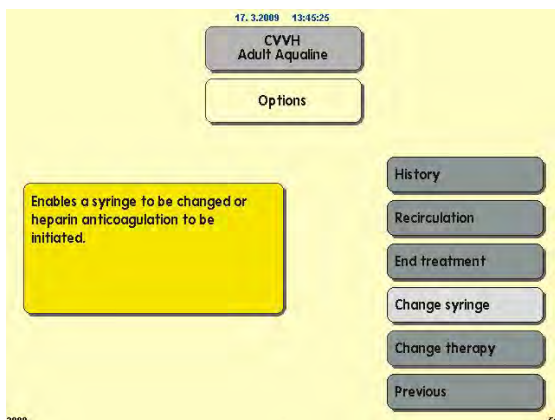 17. 3.2009 13:45:25
CVVH
Adult Aqualine
Options
Enables a syringe to be changed or
heparin anticoagulation to be
initiated.
History
Recirculation
End treatment
Change syringe
Change therapy
Previous